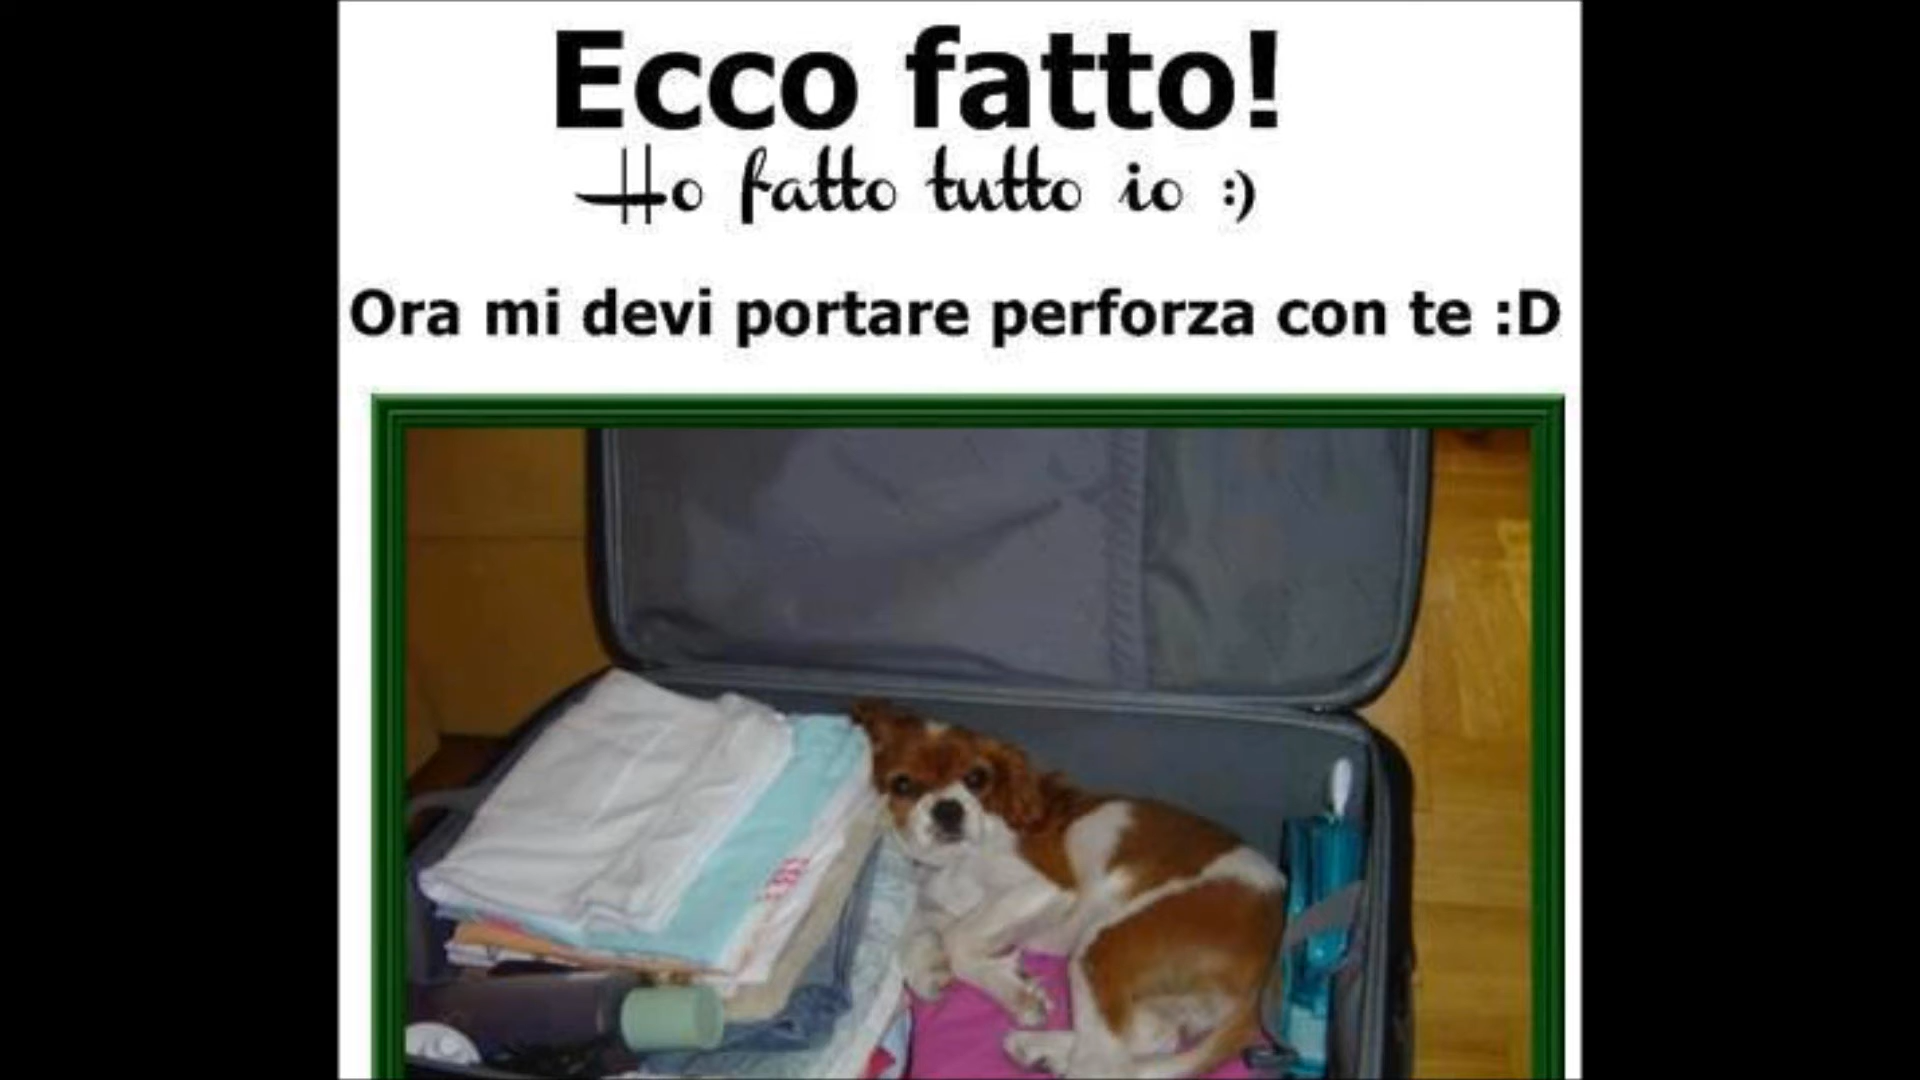 Ecco fatto!
Ho fatto tutto io :)
Ora mi devi portare perforza con te :D